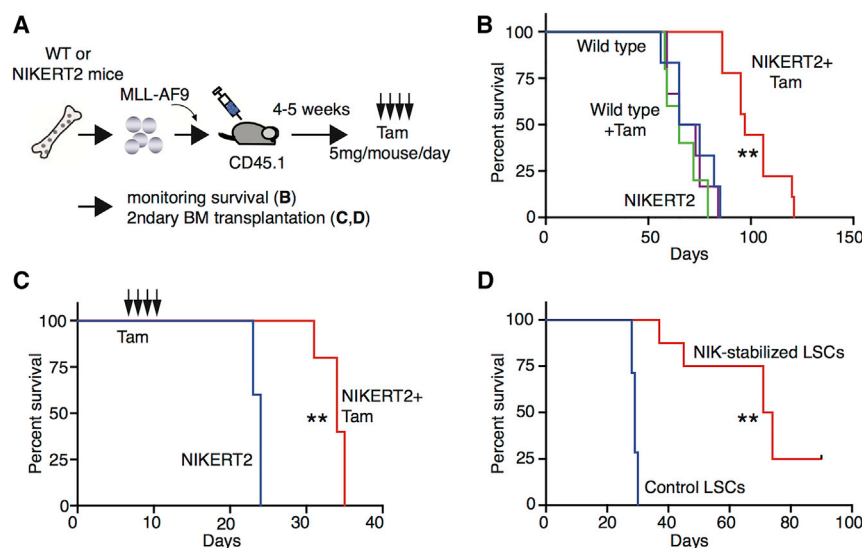 A
WT or
NIKERT2 mice
MLL-AF9
4-5 weeks
Tam
5mg/mouse/day
CD45.1
monitoring survival (B)
2ndary BM transplantation (C,D)
B
Percent survival
100
75
50
25
0
Wild type
NIKERT2+
Tam
Wild type
+Tam
**
NIKERT2
0
50
100
150
Days
C
Percent survival
100
75
50
25
0
Tam
NIKERT2+
Tam
**
NIKERT2
0
10
20
30
40
Days
D
Percent survival
100
75
50
25
0
NIK-stabilized LSCs
**
Control LSCs
0
20
40
60
80
100
Days